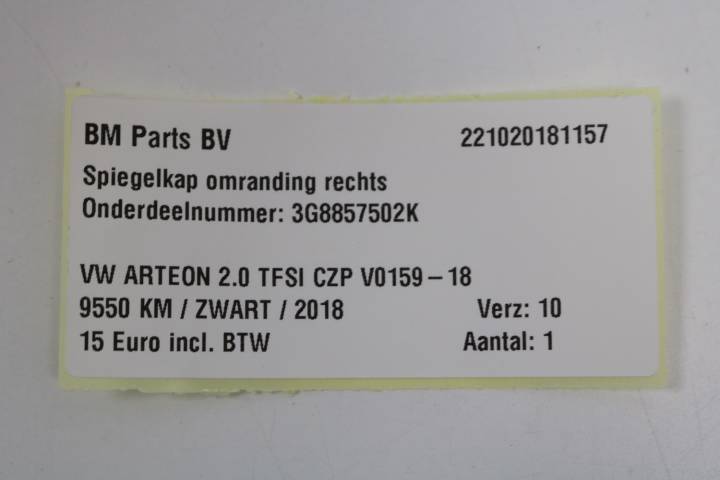 BM Parts BV 221020181157
Spiegelkap omranding rechts
Onderdeelnummer: 3G8857502K
VW ARTEON 2.0 TFSI CZP V0159-18
9550 KM / ZWART / 2018 Verz: 10
15 Euro incl. BTW Aantal: 1